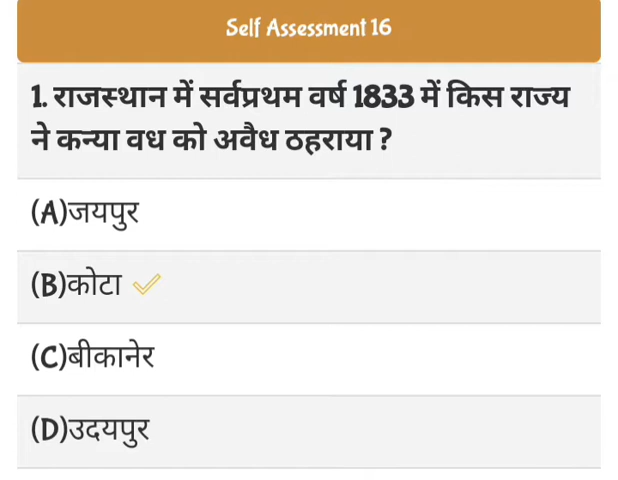 Self Assessment 16
1. राजस्थान में सर्वप्रथम वर्ष 1833 में किस राज्य
ने कन्या वध को अवैध ठहराया ?
(A)जयपुर
(B)कोटा
(C)बीकानेर
(D)उदयपुर